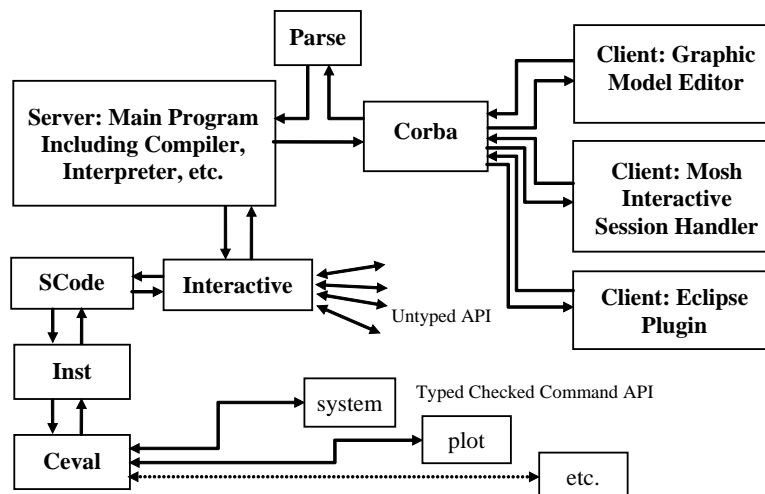 Parse
Client: Graphic
Model Editor
Server: Main Program
Including Compiler,
Interpreter, etc.
Corba
Client: Mosh
Interactive
Session Handler
SCode
Interactive
Untyped API
Client: Eclipse
Plugin
Inst
system
Typed Checked Command API
plot
Ceval
etc.